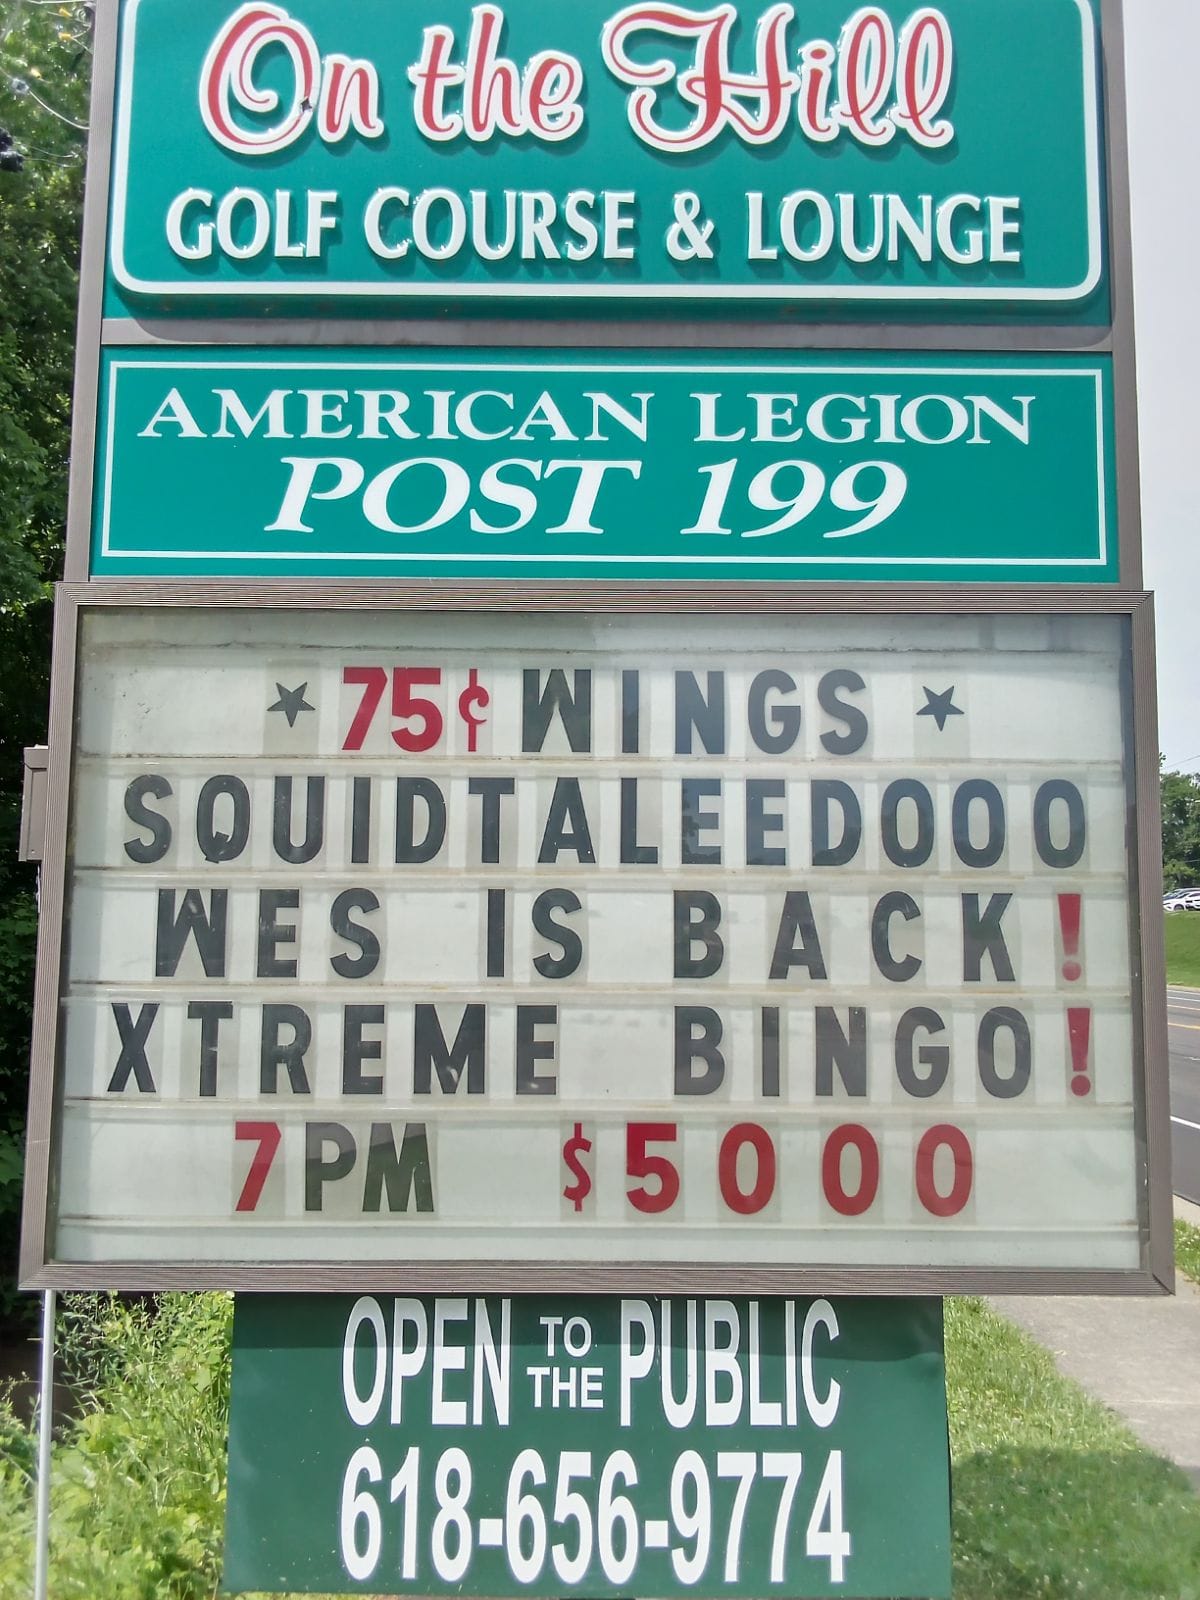 On the Hill
GOLF COURSE & LOUNGE
AMERICAN LEGION
POST 199
★ 75¢ WINGS ★
SQUIDTALEEDOOO
WES IS BACK!
XTREME BINGO!
7PM $5000
OPEN TO THE PUBLIC
618-656-9774